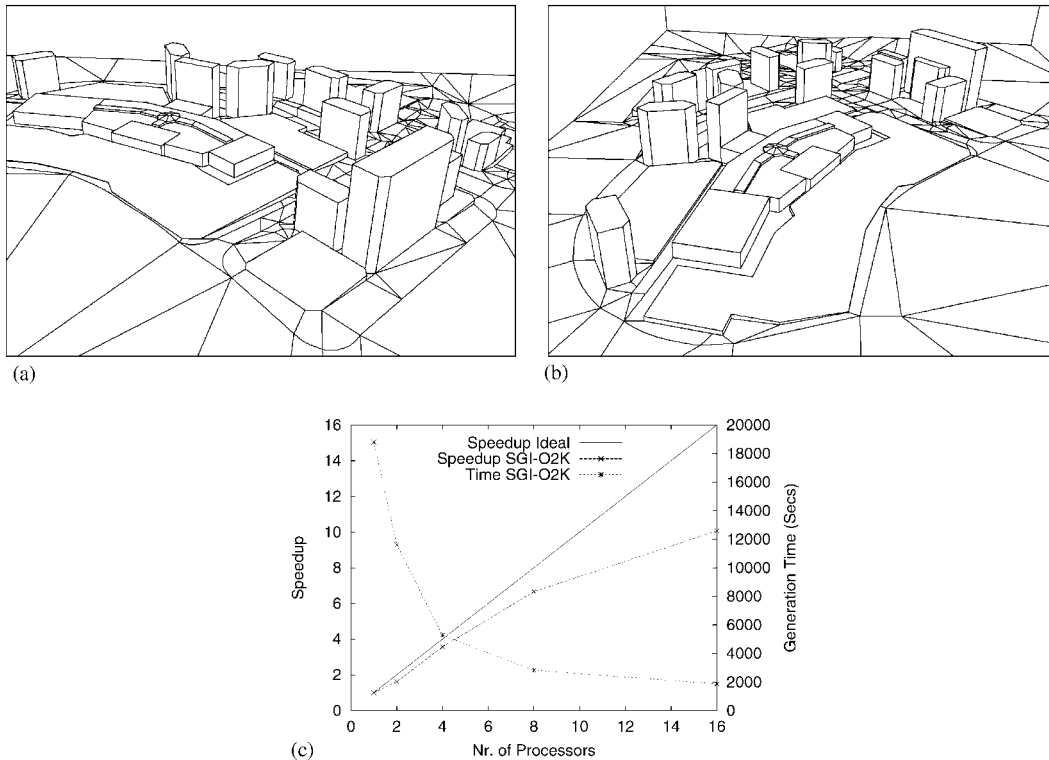 (a)
(b)
Speedup Ideal
Speedup SGI-O2K
Time SGI-O2K
16
14
12
10
8
6
4
2
0
Speedup
20000
18000
16000
14000
12000
10000
8000
6000
4000
2000
0
Generation Time (Secs)
0 2 4 6 8 10 12 14 16
Nr. of Processors
(c)